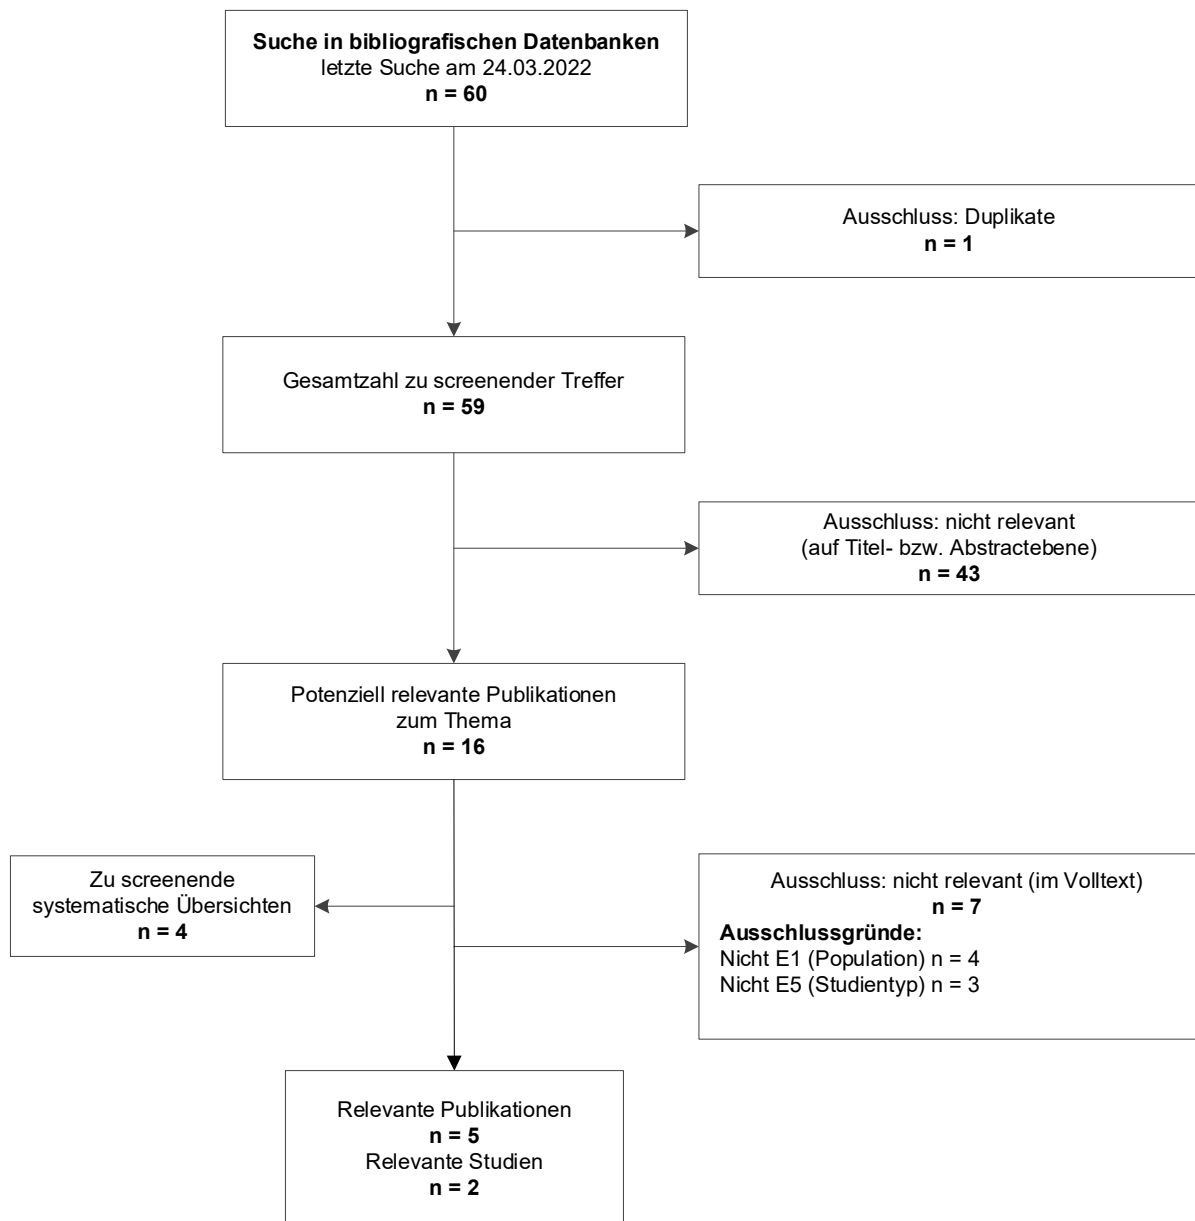 Suche in bibliografischen Datenbanken
letzte Suche am 24.03.2022
n = 60
Ausschluss: Duplikate
n = 1
Gesamtzahl zu screenender Treffer
n = 59
Ausschluss: nicht relevant
(auf Titel- bzw. Abstractebene)
n = 43
Potenziell relevante Publikationen
zum Thema
n = 16
Zu screenende
systematische Übersichten
n = 4
Ausschluss: nicht relevant (im Volltext)
n = 7
Ausschlussgründe:
Nicht E1 (Population) n = 4
Nicht E5 (Studientyp) n = 3
Relevante Publikationen
n = 5
Relevante Studien
n = 2